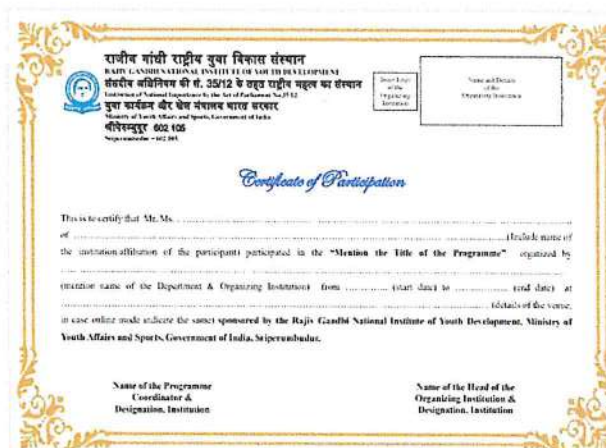 राजीव गांधी राष्ट्रीय युवा विकास संस्थान
RAJIV GANDHI NATIONAL INSTITUTE OF YOUTH DEVELOPMENT
संसदीय अधिनियम की सं. 35/12 के तहत राष्ट्रीय महत्व का संस्थान
Institution of National Importance by the Act of Parliament No.35/12
युवा कार्यक्रम और खेल मंत्रालय भारत सरकार
Ministry of Youth Affairs and Sports, Government of India
श्रीपेरम्बुदूर 602 105
Sriperumbudur – 602 105.
Insert Logo
of the
Organizing
Institution
Name and Details
of the
Organizing Institution
Certificate of Participation
This is to certify that Mr. Ms. ........................................................................
of ........................................................................ (Include name of
the institution/affiliation of the participant) participated in the "Mention the Title of the Programme" organized by
........................................................................
(mention name of the Department & Organizing Institution) from ............ (start date) to ............ (end date) at
........................................................................ (details of the venue,
in case online mode indicate the same) sponsored by the Rajiv Gandhi National Institute of Youth Development, Ministry of
Youth Affairs and Sports, Government of India, Sriperumbudur.
Name of the Programme
Coordinator &
Designation, Institution
Name of the Head of the
Organizing Institution &
Designation, Institution